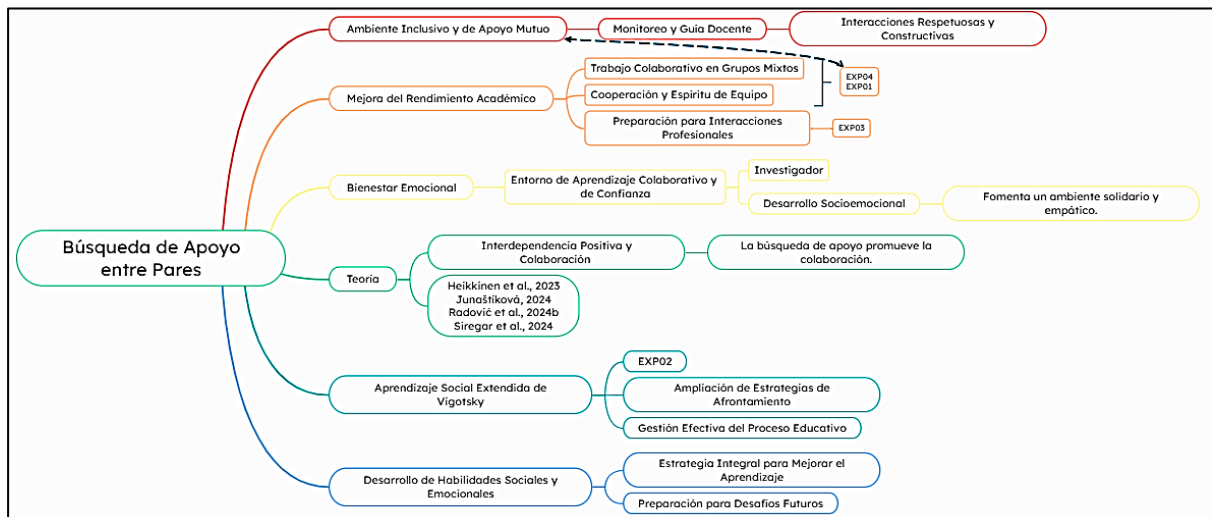 Ambiente Inclusivo y de Apoyo Mutuo
Monitoreo y Guía Docente
Interacciones Respetuosas y
Constructivas
Mejora del Rendimiento Académico
Trabajo Colaborativo en Grupos Mixtos
Cooperación y Espíritu de Equipo
EXP04
EXP01
Preparación para Interacciones
Profesionales
EXP03
Bienestar Emocional
Entorno de Aprendizaje Colaborativo y
de Confianza
Investigador
Desarrollo Socioemocional
Fomenta un ambiente solidario y
empático.
Búsqueda de Apoyo
entre Pares
Teoría
Interdependencia Positiva y
Colaboración
La búsqueda de apoyo promueve la
colaboración.
Heikkinen et al., 2023
Junaštíková, 2024
Radović et al., 2024b
Siregar et al., 2024
Aprendizaje Social Extendida de
Vigotsky
EXP02
Ampliación de Estrategias de
Afrontamiento
Gestión Efectiva del Proceso Educativo
Desarrollo de Habilidades Sociales y
Emocionales
Estrategia Integral para Mejorar el
Aprendizaje
Preparación para Desafíos Futuros